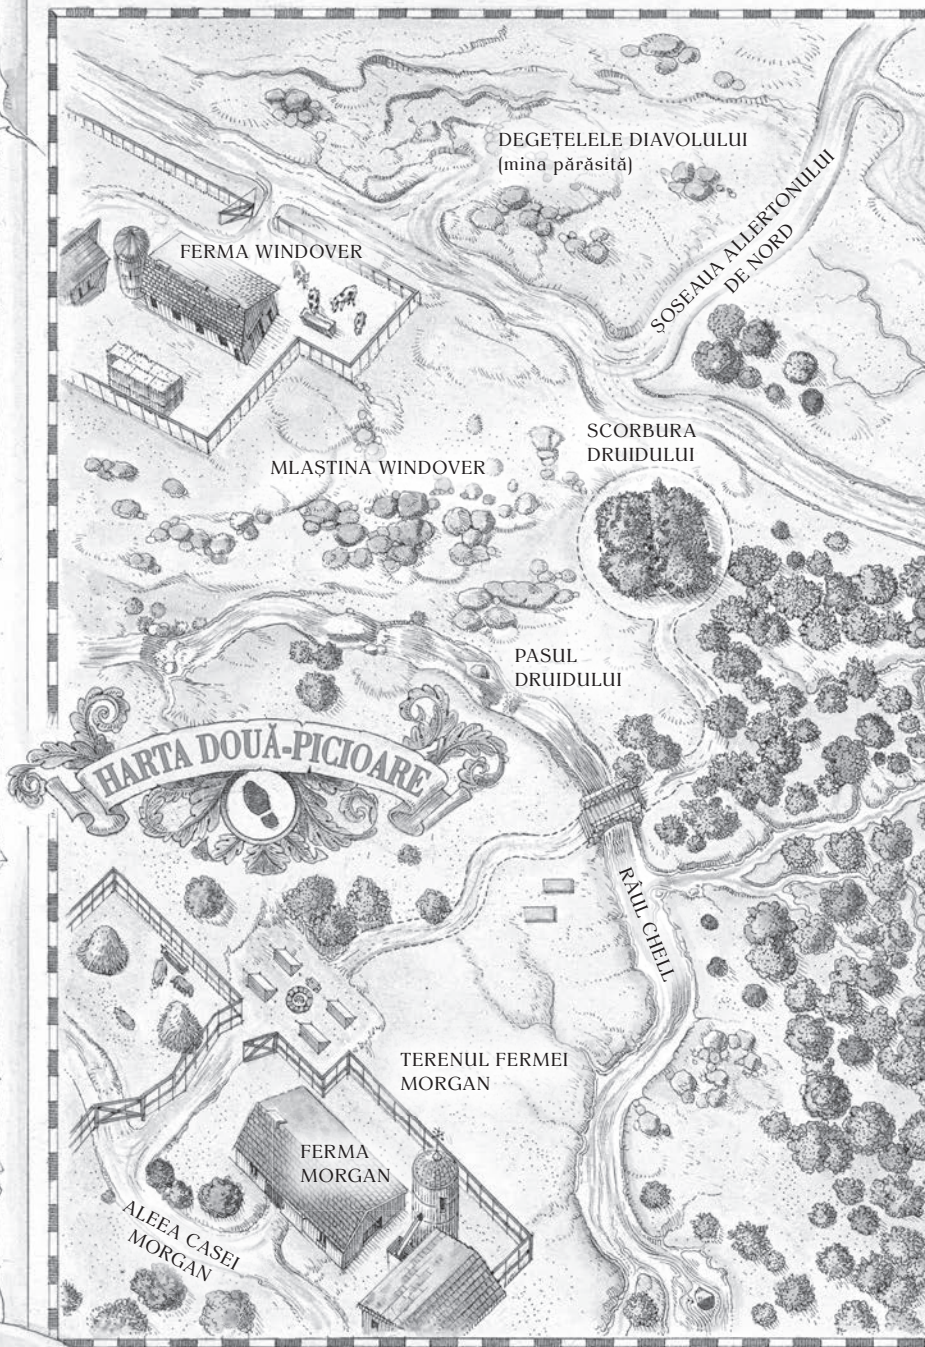 DEGEȚELELE DIAVOLULUI
(mina părăsită)
ȘOSEAUA ALLERTONULUI
DE NORD
FERMA WINDOVER
SCORBURA
DRUIDULUI
MLAȘTINA WINDOVER
PASUL
DRUIDULUI
HARTA DOUĂ-PICIOARE
RÂUL CHELL
TERENUL FERMEI
MORGAN
FERMA
MORGAN
ALEEA CASEI
MORGAN